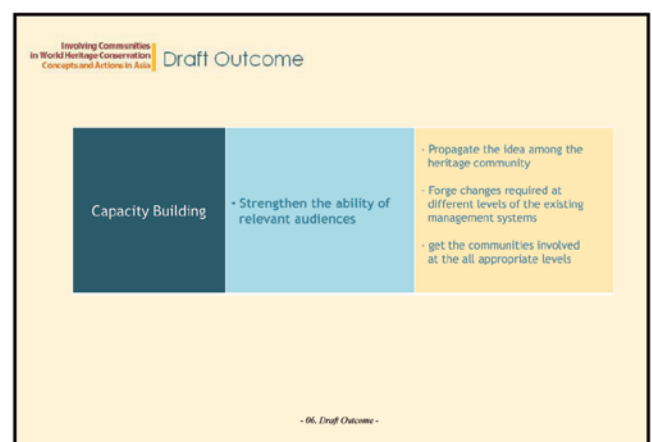 Involving Communities
in World Heritage Conservation
Concepts and Actions in Asia
Draft Outcome
Capacity Building
• Strengthen the ability of
relevant audiences
- Propagate the idea among the
heritage community
- Forge changes required at
different levels of the existing
management systems
- get the communities involved
at the all appropriate levels
- 06. Draft Outcome -